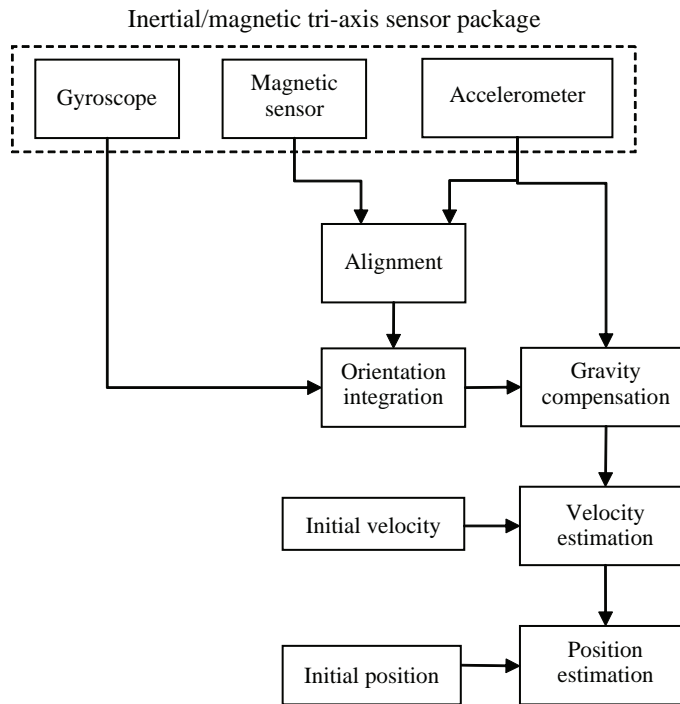 Inertial/magnetic tri-axis sensor package
Gyroscope
Magnetic
sensor
Accelerometer
Alignment
Orientation
integration
Gravity
compensation
Initial velocity
Velocity
estimation
Initial position
Position
estimation